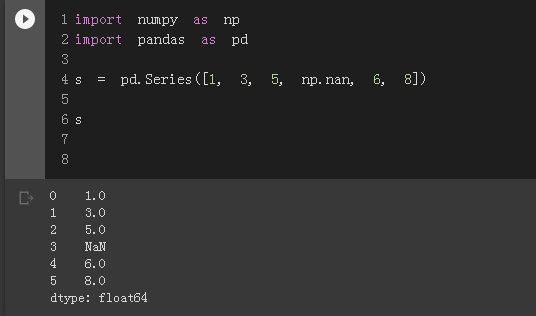 1 import numpy as np
2 import pandas as pd
3
4 s = pd.Series([1, 3, 5, np.nan, 6, 8])
5
6 s
7
8
0 1.0
1 3.0
2 5.0
3 NaN
4 6.0
5 8.0
dtype: float64